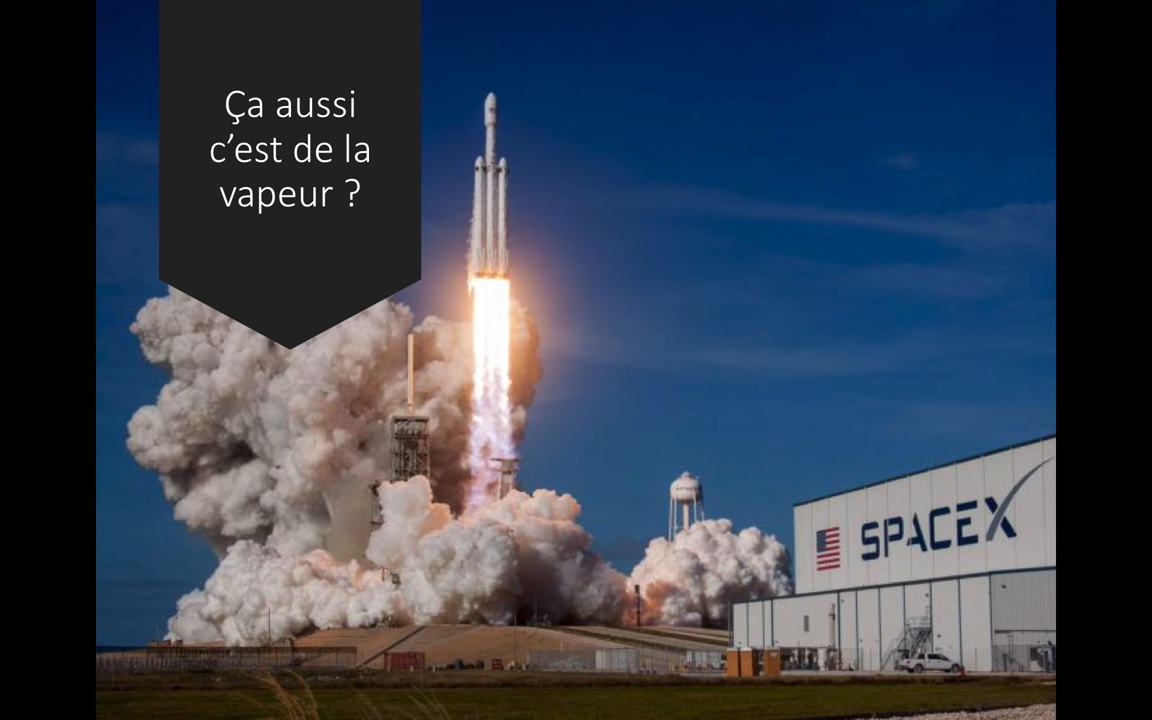 Ça aussi
c’est de la
vapeur ?
SPACEX